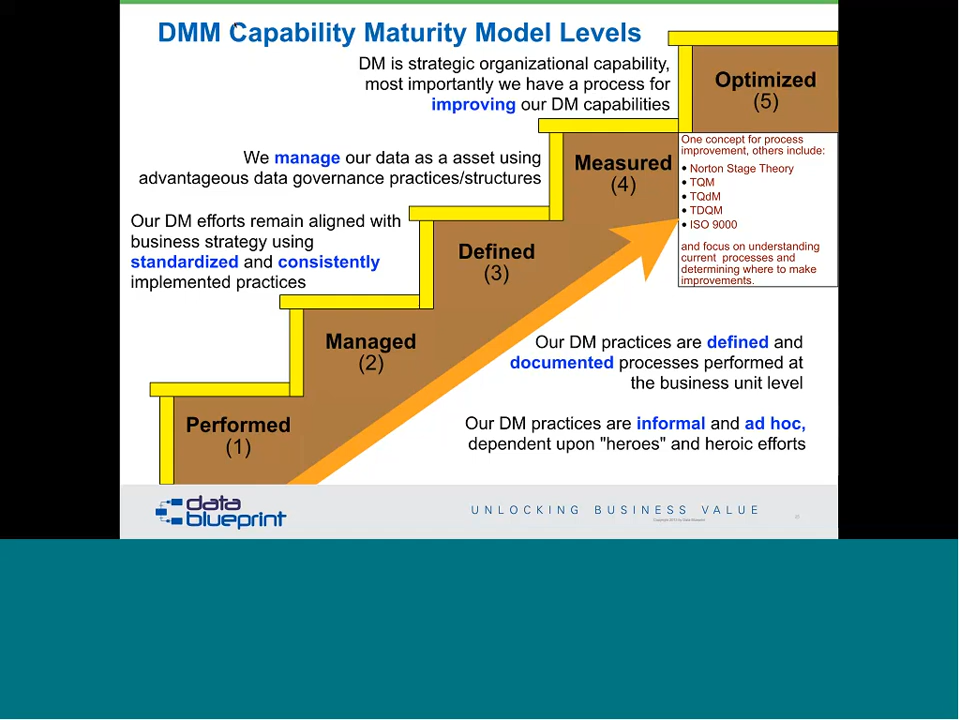 DMM Capability Maturity Model Levels
DM is strategic organizational capability,
most importantly we have a process for
improving our DM capabilities
Optimized
(5)
One concept for process
improvement, others include:
• Norton Stage Theory
• TQM
• TQdM
• TDQM
• ISO 9000
and focus on understanding
current processes and
determining where to make
improvements.
We manage our data as a asset using
advantageous data governance practices/structures
Measured
(4)
Our DM efforts remain aligned with
business strategy using
standardized and consistently
implemented practices
Defined
(3)
Managed
(2)
Our DM practices are defined and
documented processes performed at
the business unit level
Performed
(1)
Our DM practices are informal and ad hoc,
dependent upon "heroes" and heroic efforts
data
blueprint
UNLOCKING BUSINESS VALUE